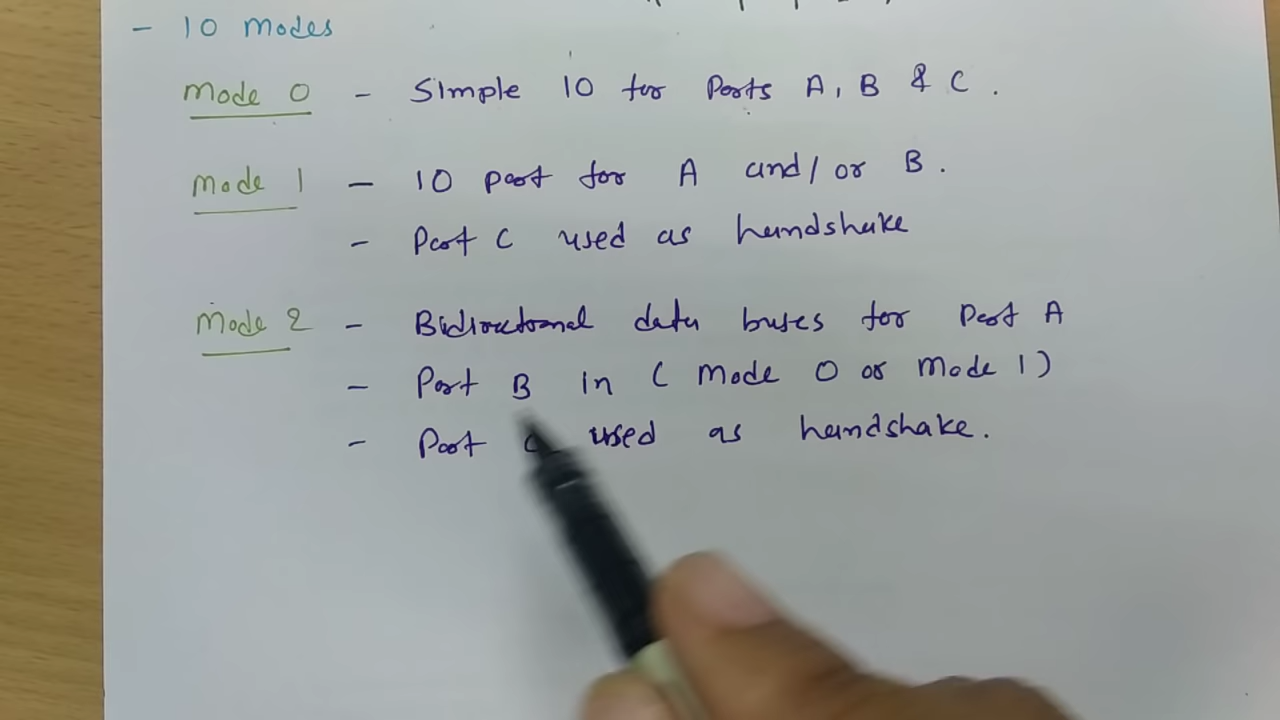 - IO Modes
Mode 0 - Simple IO for Ports A, B & C.
Mode 1 - IO port for A and/or B.
- Port C used as handshake
Mode 2 - Bidirectional data buses for Port A
- Port B in (Mode 0 or Mode 1)
- Port C used as handshake.